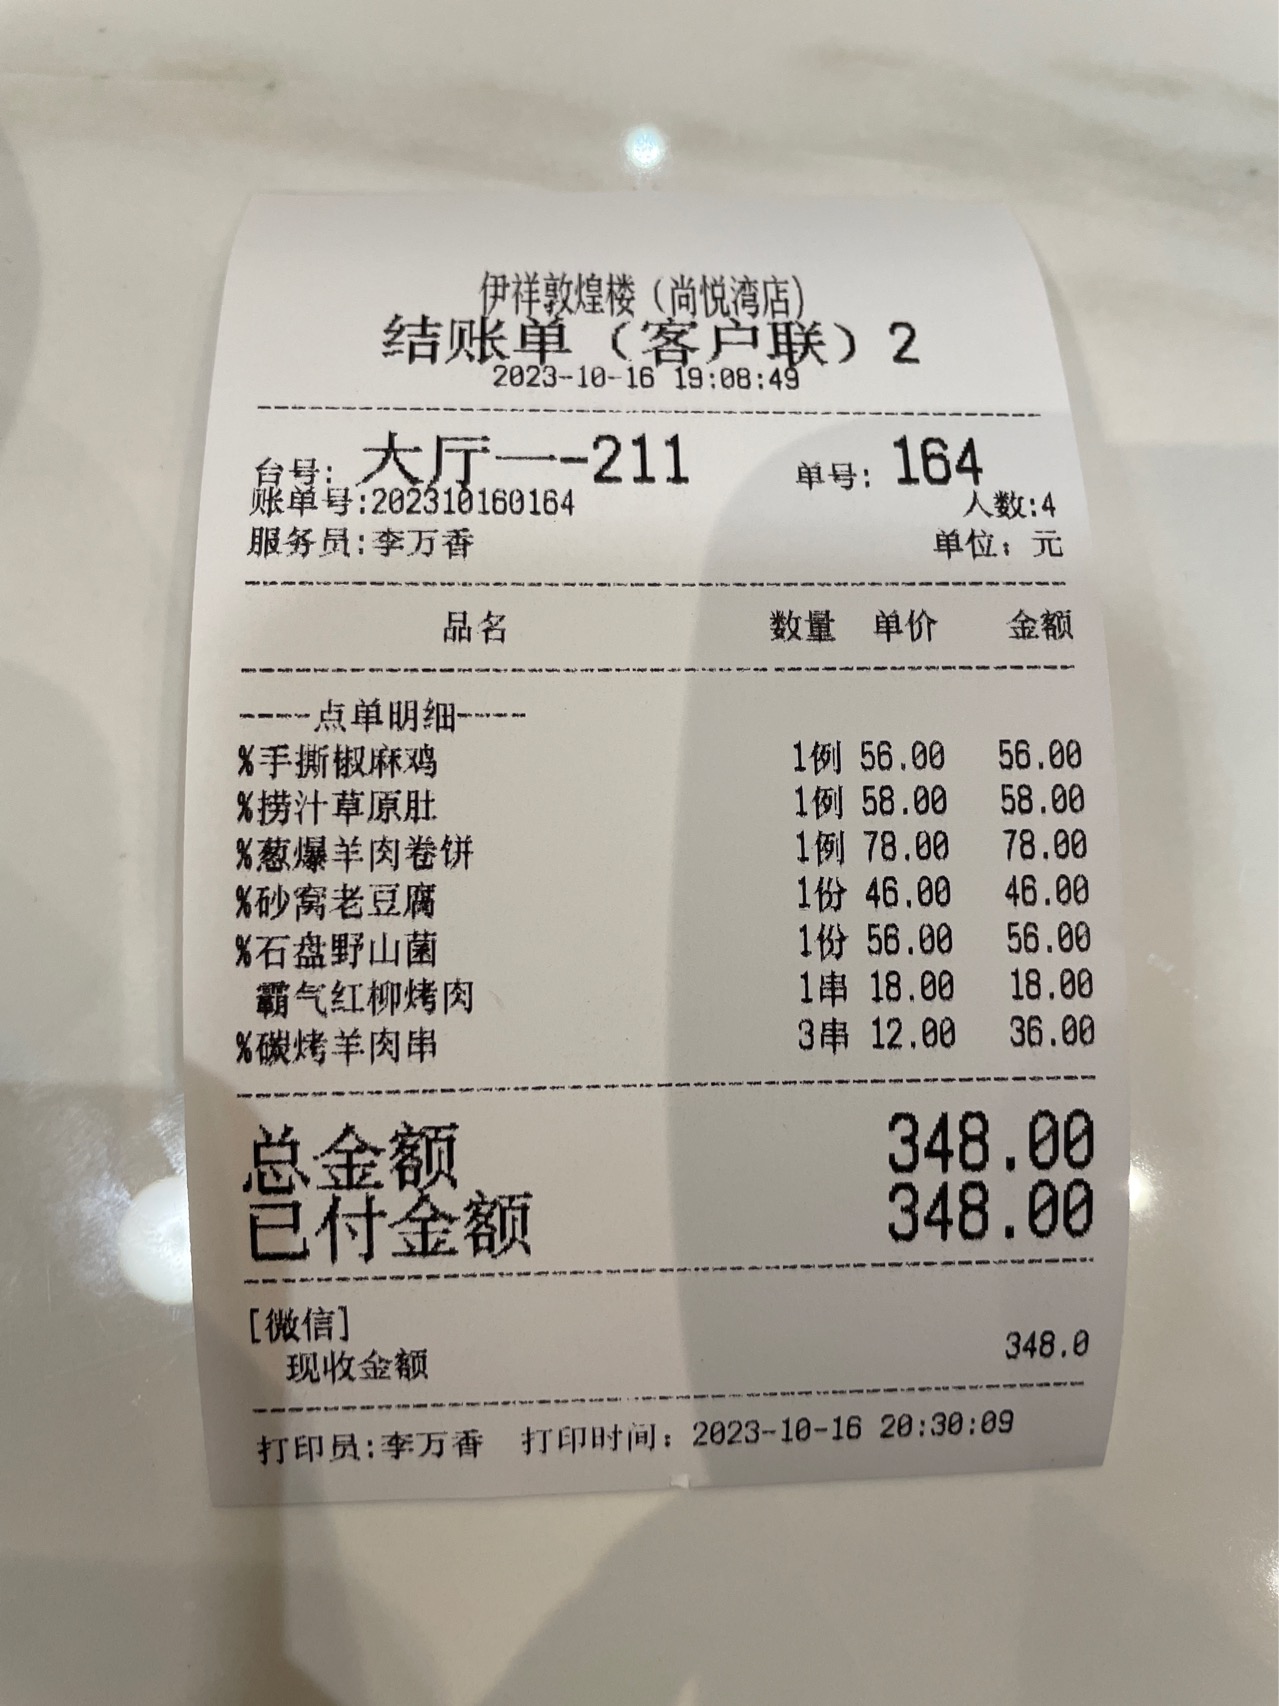 伊祥敦煌楼（尚悦湾店）
结账单（客户联）2
2023-10-16 19:08:49
台号: 大厅一-211 单号: 164
账单号:202310160164 人数:4
服务员:李万香 单位: 元
品名 数量 单价 金额
----点单明细----
%手撕椒麻鸡 1例 56.00 56.00
%捞汁草原肚 1例 58.00 58.00
%葱爆羊肉卷饼 1例 78.00 78.00
%砂窝老豆腐 1份 46.00 46.00
%石盘野山菌 1份 56.00 56.00
霸气红柳烤肉 1串 18.00 18.00
%碳烤羊肉串 3串 12.00 36.00
总金额 348.00
已付金额 348.00
[微信]
现收金额 348.0
打印员:李万香 打印时间: 2023-10-16 20:30:09